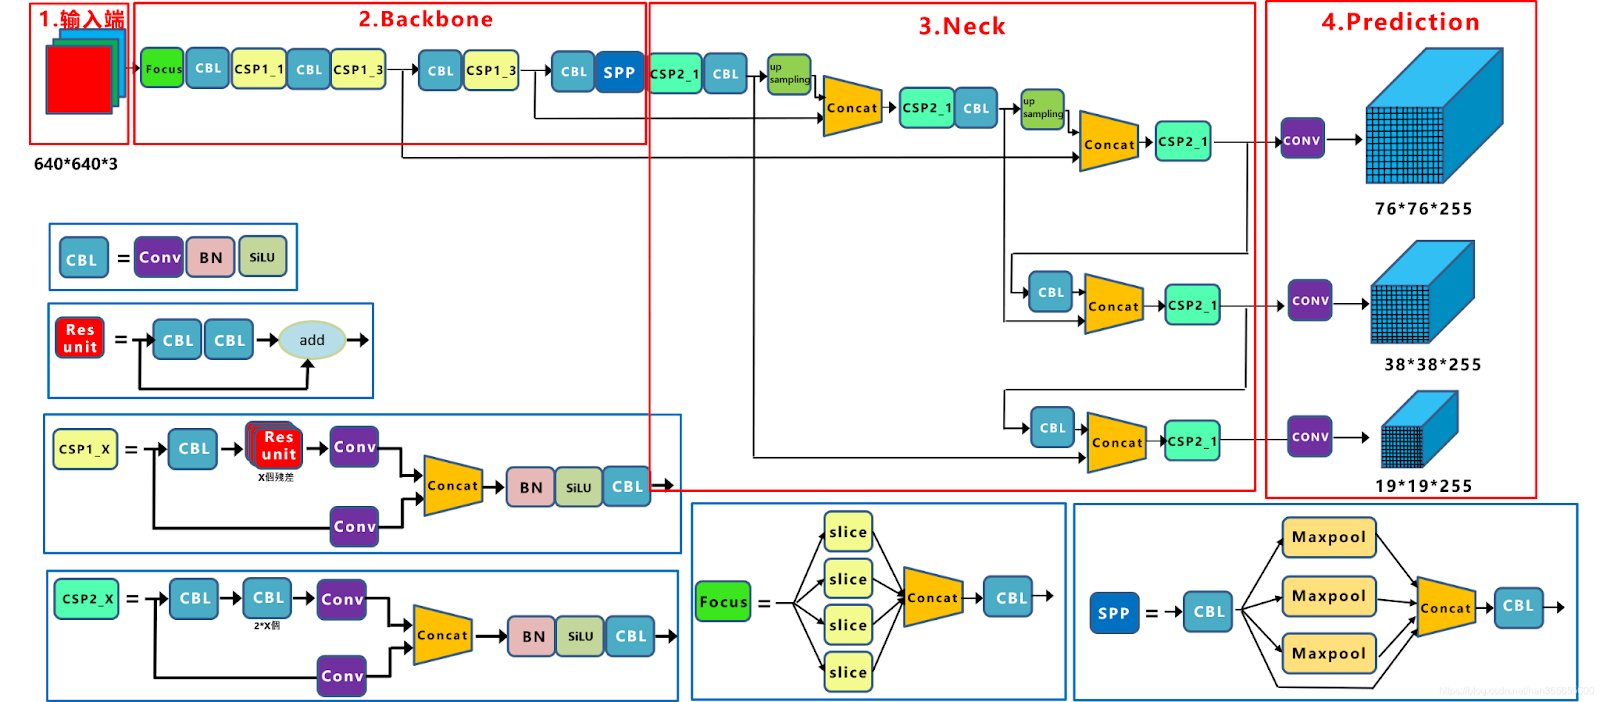 1.输入端
2.Backbone
3.Neck
4.Prediction
Focus
CBL
CSP1_1
CBL
CSP1_3
CBL
CSP1_3
CBL
SPP
CSP2_1
CBL
up
sampling
Concat
CSP2_1
CBL
up
sampling
Concat
CSP2_1
CONV
640*640*3
76*76*255
CBL
=
Conv
BN
SiLU
CBL
Concat
CSP2_1
CONV
38*38*255
Res
unit
=
CBL
CBL
add
CBL
Concat
CSP2_1
CONV
19*19*255
CSP1_X
=
CBL
Res
unit
X個殘差
Conv
Conv
Concat
BN
SiLU
CBL
CSP2_X
=
CBL
CBL
2*X個
Conv
Conv
Concat
BN
SiLU
CBL
Focus
=
slice
slice
slice
slice
Concat
CBL
SPP
=
CBL
Maxpool
Maxpool
Maxpool
Concat
CBL